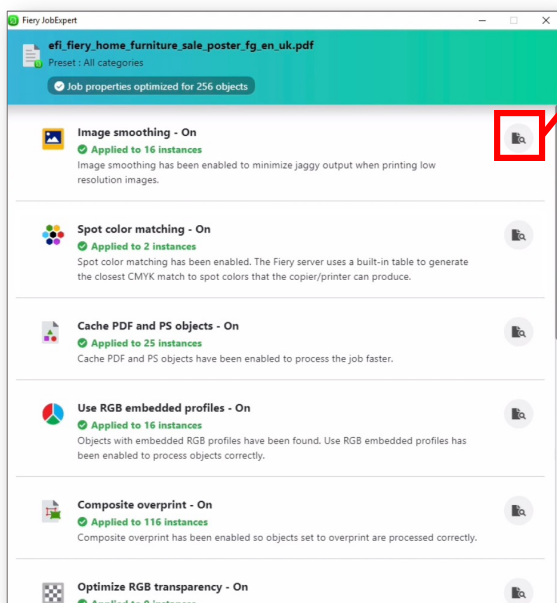 Fiery JobExpert
efi_fiery_home_furniture_sale_poster_fg_en_uk.pdf
Preset : All categories
Job properties optimized for 256 objects
Image smoothing - On
Applied to 16 instances
Image smoothing has been enabled to minimize jaggy output when printing low
resolution images.
Spot color matching - On
Applied to 2 instances
Spot color matching has been enabled. The Fiery server uses a built-in table to generate
the closest CMYK match to spot colors that the copier/printer can produce.
Cache PDF and PS objects - On
Applied to 25 instances
Cache PDF and PS objects have been enabled to process the job faster.
Use RGB embedded profiles - On
Applied to 16 instances
Objects with embedded RGB profiles have been found. Use RGB embedded profiles has
been enabled to process objects correctly.
Composite overprint - On
Applied to 116 instances
Composite overprint has been enabled so objects set to overprint are processed correctly.
Optimize RGB transparency - On